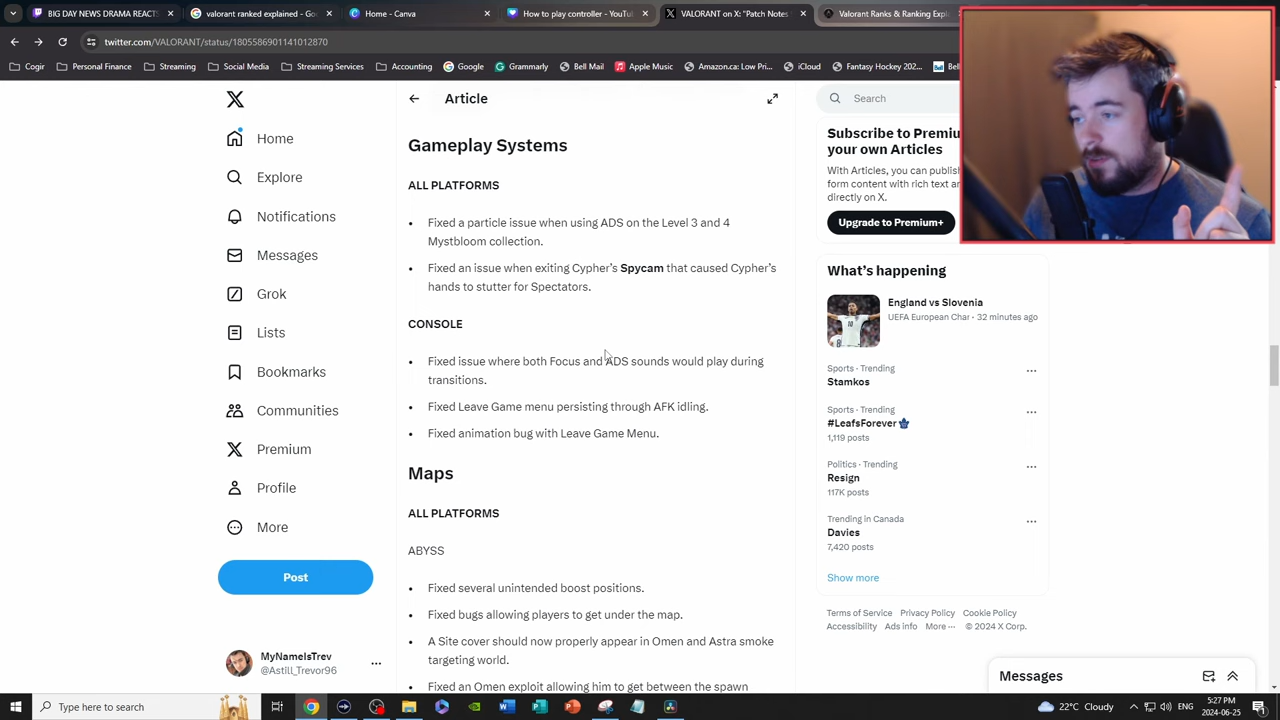 BIG VALORANT NEWS DRAMA REACTS
valorant radiant - Go
Home - Canva
How to play controller - YouTu
VALORANT on X: "Patch Notes
Valorant Ranks & Ranking Expl
twitter.com/VALORANT/status/1805586901141012870
Cogir
Personal Finance
Streaming
Social Media
Streaming Services
Accounting
Google
Grammarly
Bell Mail
Apple Music
Amazon.ca: Low Pri...
iCloud
Fantasy Hockey 202...
Bell
Article
Search
Home
Explore
Notifications
Messages
Grok
Lists
Bookmarks
Communities
Premium
Profile
More
Post
MyNameIsTrev
@Astill_Trevor96
Gameplay Systems
ALL PLATFORMS
• Fixed a particle issue when using ADS on the Level 3 and 4
Mystbloom collection.
• Fixed an issue when exiting Cypher’s Spycam that caused Cypher’s
hands to stutter for Spectators.
CONSOLE
• Fixed issue where both Focus and ADS sounds would play during
transitions.
• Fixed Leave Game menu persisting through AFK idling.
• Fixed animation bug with Leave Game Menu.
Maps
ALL PLATFORMS
ABYSS
• Fixed several unintended boost positions.
• Fixed bugs allowing players to get under the map.
• A Site cover should now properly appear in Omen and Astra smoke
targeting world.
• Fixed an Omen exploit allowing him to get between the spawn
Subscribe to Premiu
your own Articles
With Articles, you can publish
form content with rich text an
directly on X.
Upgrade to Premium+
What’s happening
England vs Slovenia
UEFA European Char · 32 minutes ago
Sports · Trending
Stamkos
Sports · Trending
#LeafsForever
1,119 posts
Politics · Trending
Resign
117K posts
Trending in Canada
Davies
7,420 posts
Show more
Terms of Service Privacy Policy Cookie Policy
Accessibility Ads info More ··· © 2024 X Corp.
Messages
Type here to search
22°C Cloudy
ENG
5:27 PM
2024-06-25